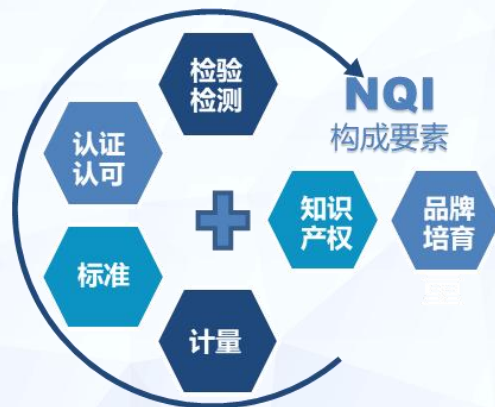 检验
检测
NQI
构成要素
认证
认可
知识
产权
品牌
培育
标准
计量